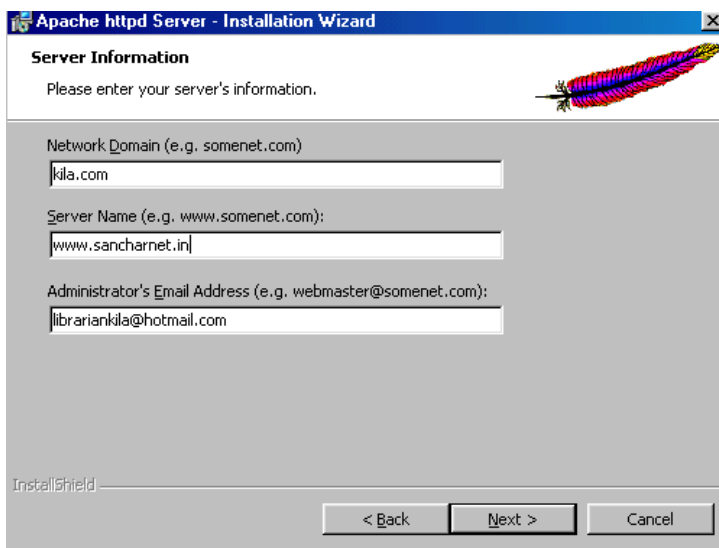 Apache httpd Server - Installation Wizard
Server Information
Please enter your server's information.
Network Domain (e.g. somenet.com)
kila.com
Server Name (e.g. www.somenet.com):
www.sancharnet.in
Administrator's Email Address (e.g. webmaster@somenet.com):
librariankila@hotmail.com
InstallShield
< Back
Next >
Cancel